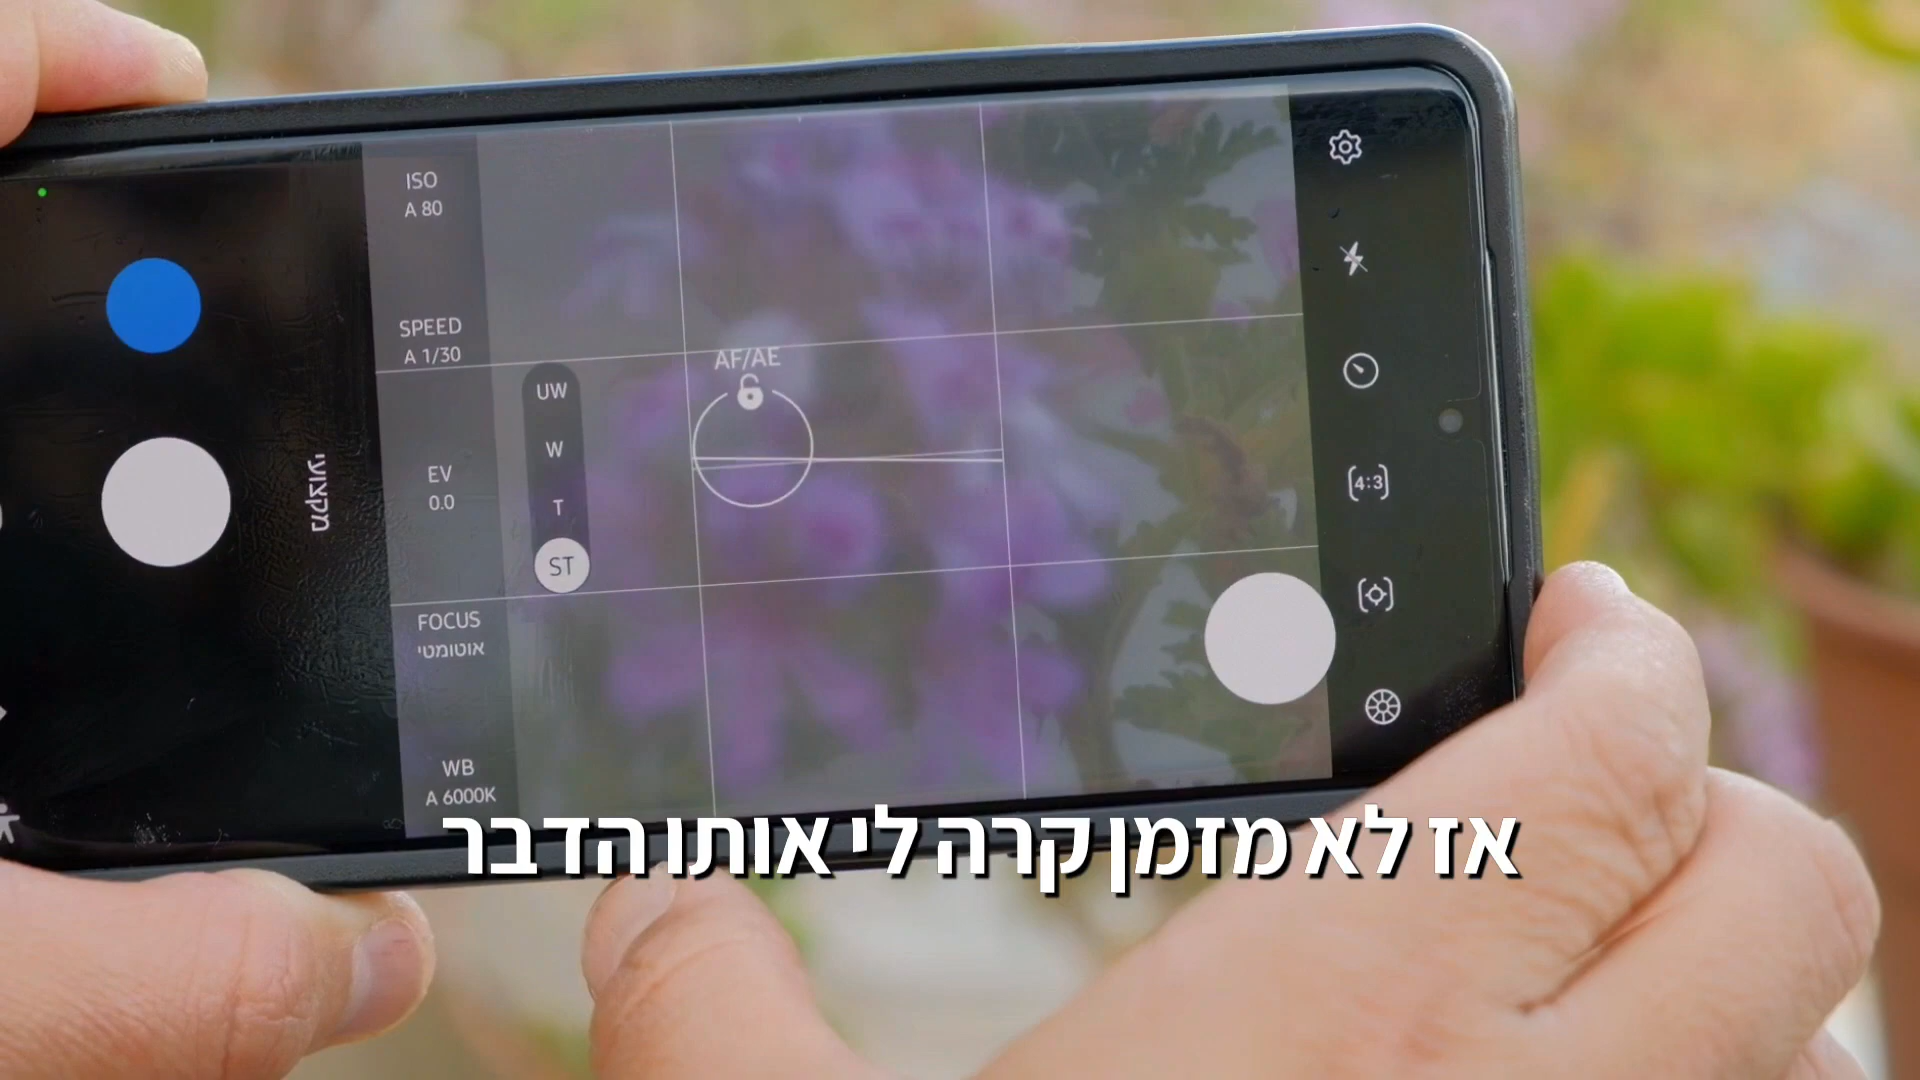 ISO
A 80
SPEED
A 1/30
EV
0.0
FOCUS
אוטומטי
WB
A 6000K
מקצועי
UW
W
T
ST
AF/AE
4:3
אז לא מזמן קרה לי אותו הדבר